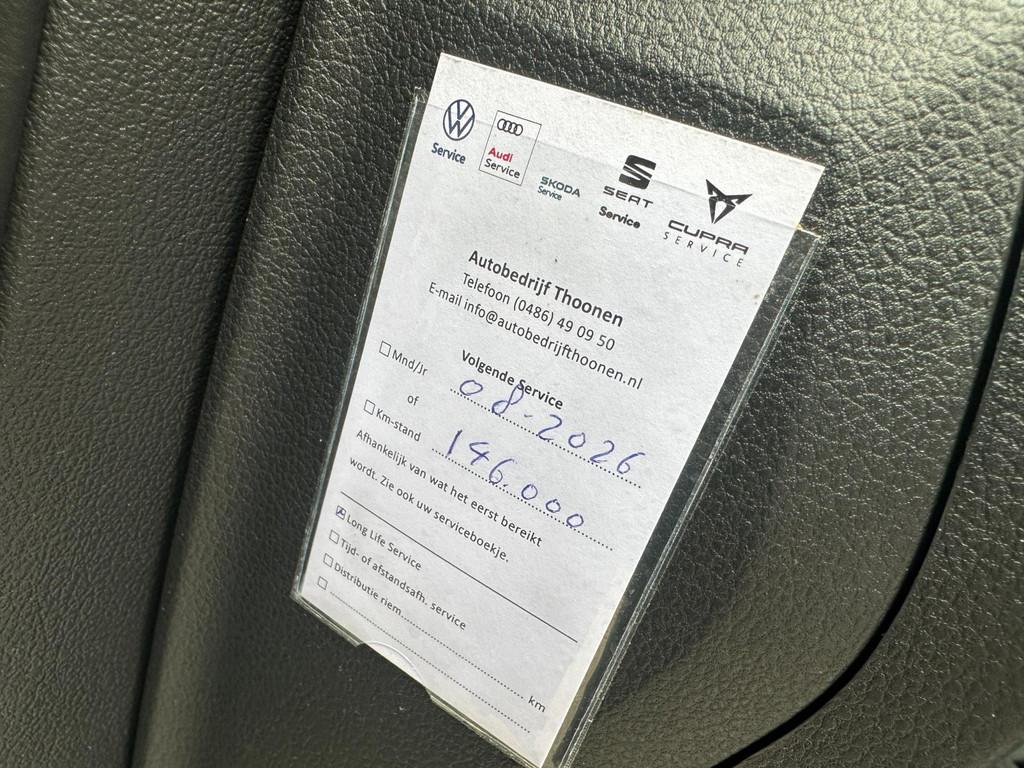 Service
Audi
Service
ŠKODA
Service
SEAT
Service
CUPRA
SERVICE
Autobedrijf Thoonen
Telefoon (0486) 49 09 50
E-mail info@autobedrijfthoonen.nl
Volgende Service
Mnd/Jr 08-2026
of
Km-stand 146.000
Afhankelijk van wat het eerst bereikt
wordt. Zie ook uw serviceboekje.
Long Life Service
Tijd- of afstandsafh. service
Distributie riem.................... km